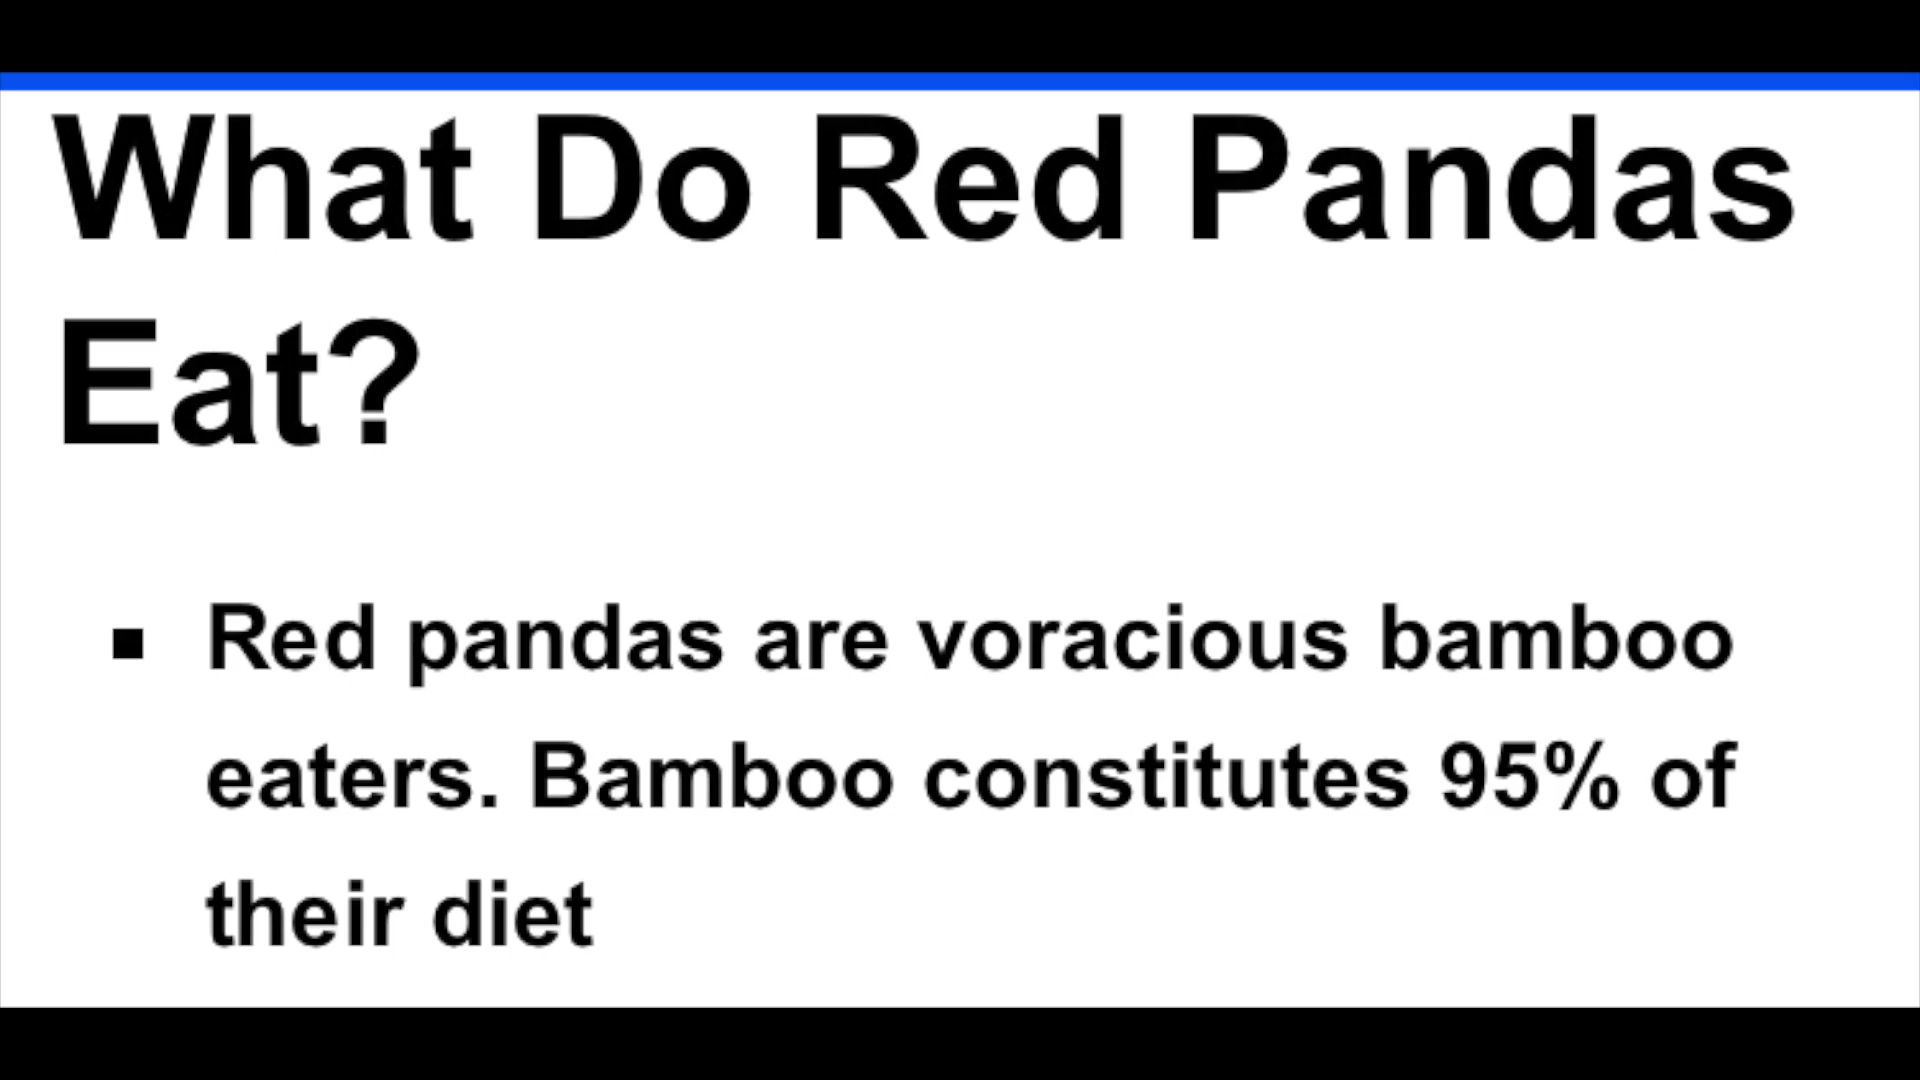 What Do Red Pandas
Eat?
▪ Red pandas are voracious bamboo
eaters. Bamboo constitutes 95% of
their diet